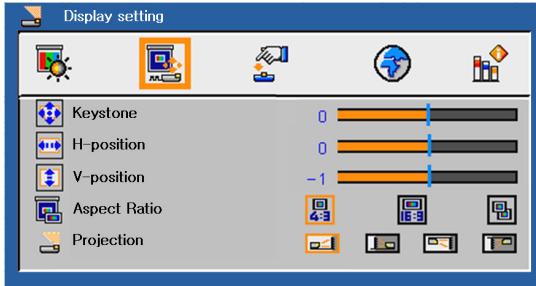 Display setting
Keystone 0
H-position 0
V-position -1
Aspect Ratio 4:3 16:9
Projection